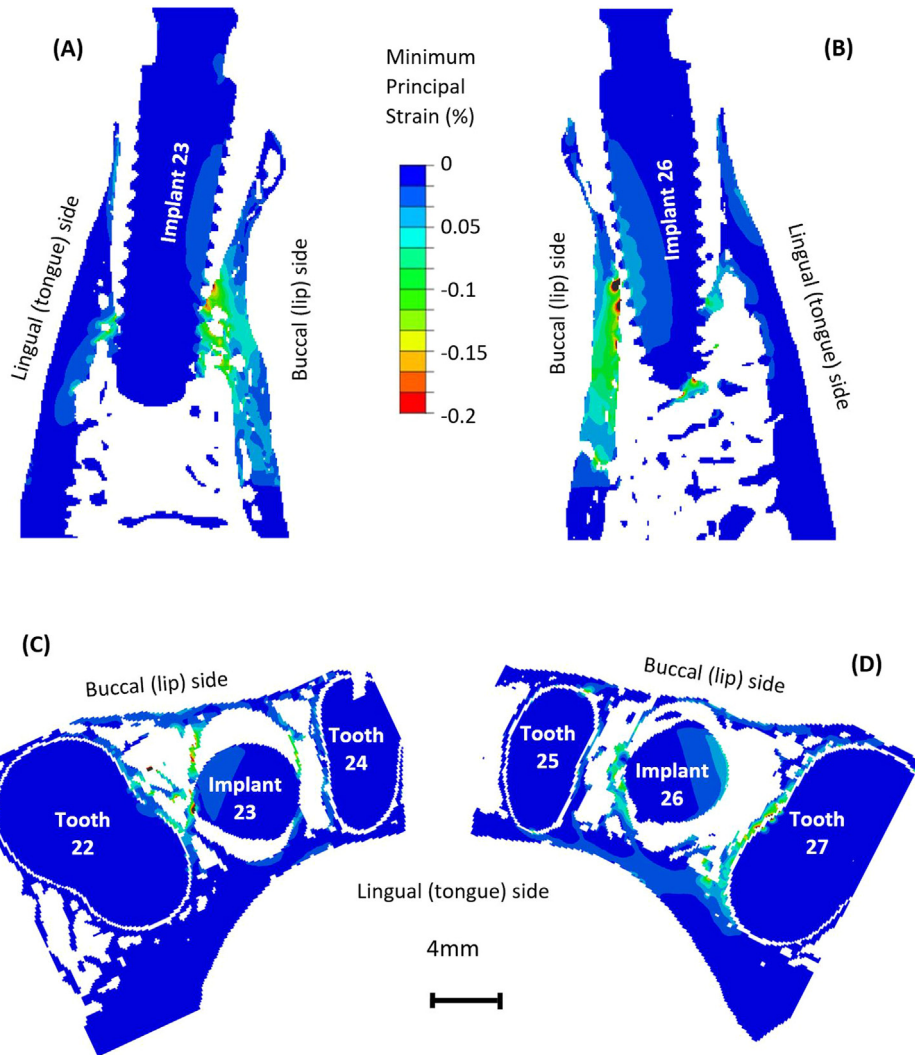 (A)
Minimum
Principal
Strain (%)
(B)
0
0.05
-0.1
-0.15
-0.2
Implant 23
Lingual (tongue) side
Buccal (lip) side
Buccal (lip) side
Implant 26
Lingual (tongue) side
(C)
Buccal (lip) side
Buccal (lip) side
(D)
Tooth
24
Tooth
25
Implant
23
Implant
26
Tooth
22
Tooth
27
Lingual (tongue) side
4mm